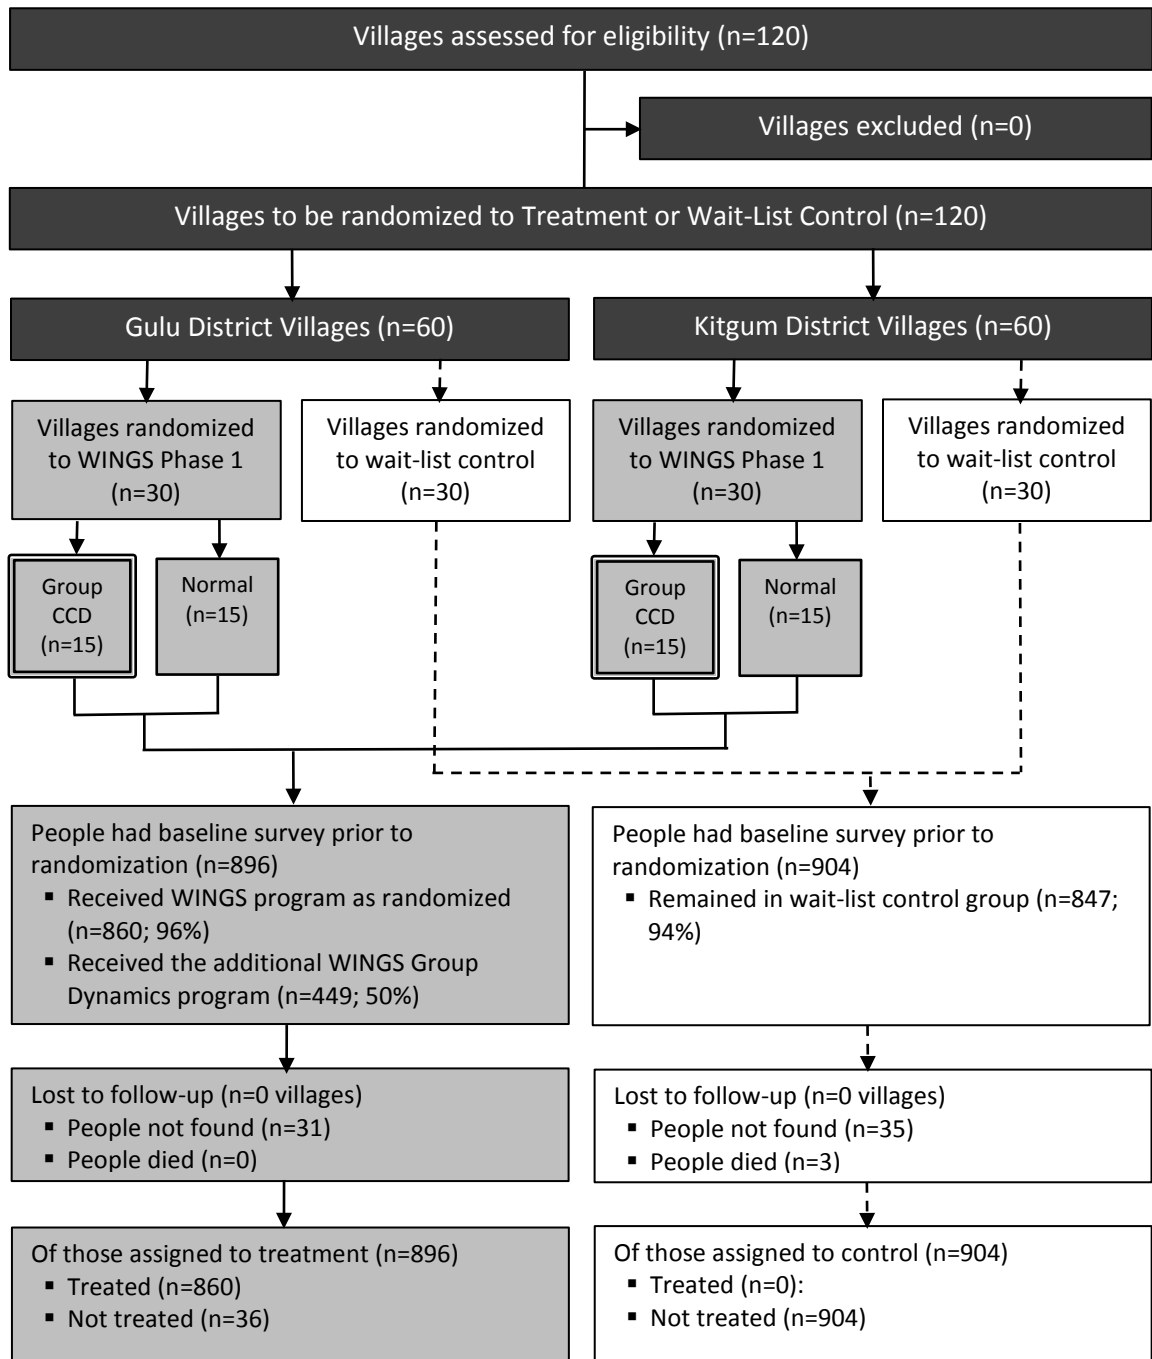 Villages assessed for eligibility (n=120)
Villages excluded (n=0)
Villages to be randomized to Treatment or Wait-List Control (n=120)
Gulu District Villages (n=60)
Kitgum District Villages (n=60)
Villages randomized
to WINGS Phase 1
(n=30)
Villages randomized
to wait-list control
(n=30)
Villages randomized
to WINGS Phase 1
(n=30)
Villages randomized
to wait-list control
(n=30)
Group
CCD
(n=15)
Normal
(n=15)
Group
CCD
(n=15)
Normal
(n=15)
People had baseline survey prior to
randomization (n=896)
▪ Received WINGS program as randomized
(n=860; 96%)
▪ Received the additional WINGS Group
Dynamics program (n=449; 50%)
People had baseline survey prior to
randomization (n=904)
▪ Remained in wait-list control group (n=847;
94%)
Lost to follow-up (n=0 villages)
▪ People not found (n=31)
▪ People died (n=0)
Lost to follow-up (n=0 villages)
▪ People not found (n=35)
▪ People died (n=3)
Of those assigned to treatment (n=896)
▪ Treated (n=860)
▪ Not treated (n=36)
Of those assigned to control (n=904)
▪ Treated (n=0):
▪ Not treated (n=904)